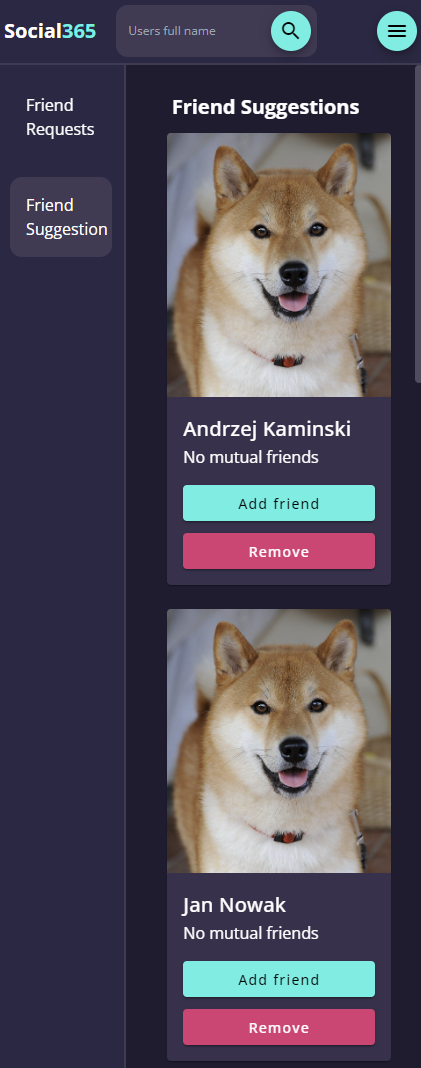 Social365
Users full name
Friend
Requests
Friend
Suggestion
Friend Suggestions
Andrzej Kaminski
No mutual friends
Add friend
Remove
Jan Nowak
No mutual friends
Add friend
Remove